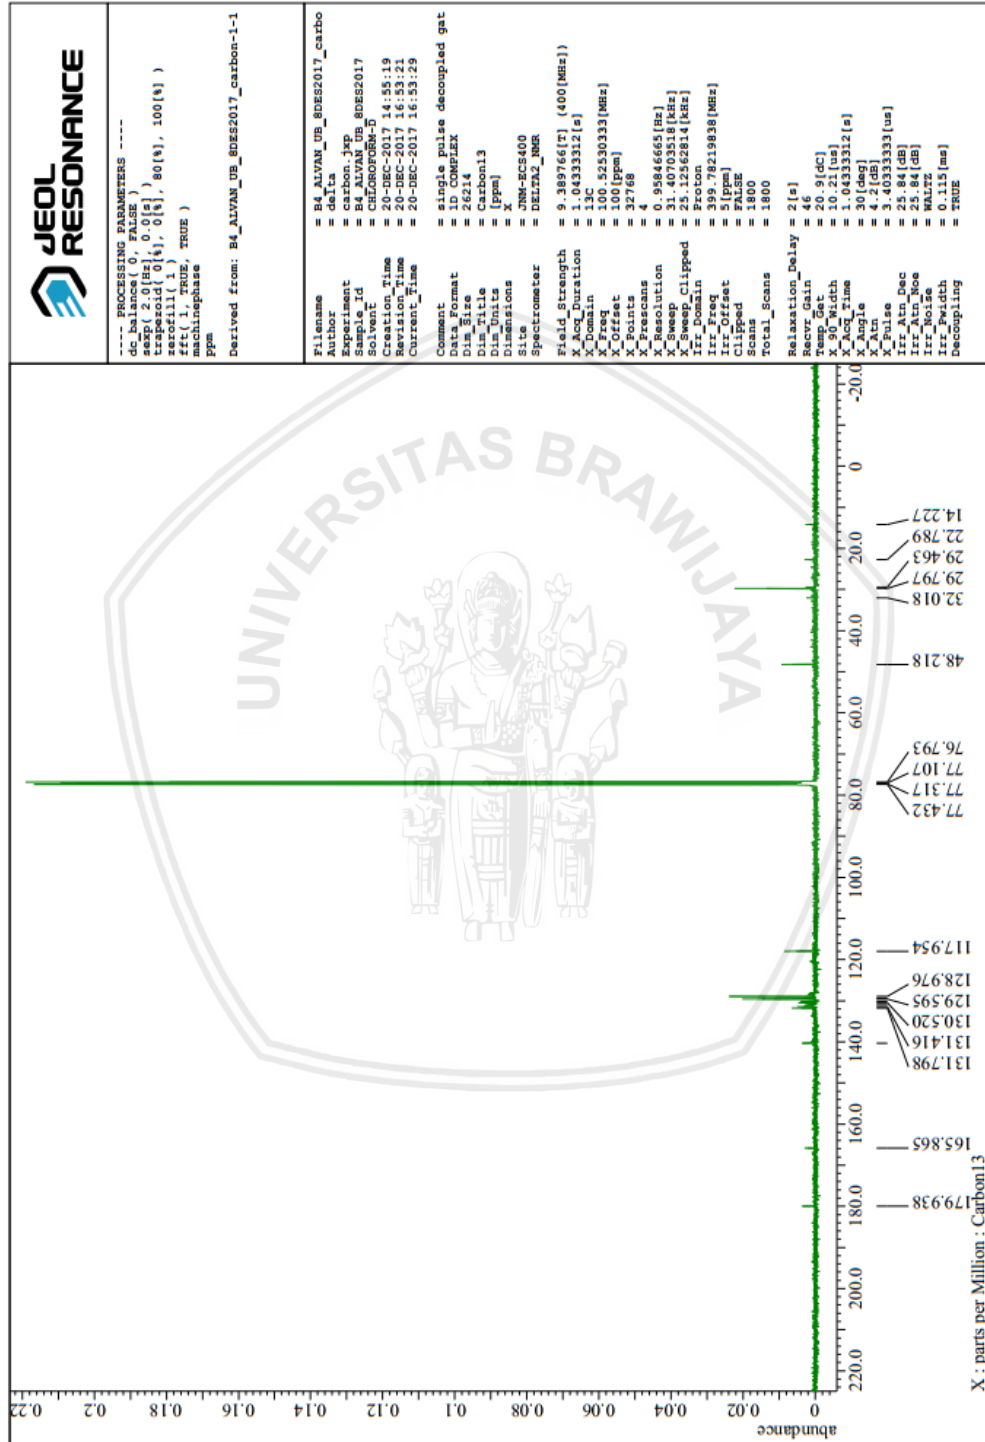 JEOL
RESONANCE
---- PROCESSING PARAMETERS ----
dc_balance( 0, FALSE )
sexp( 2.0[Hz], 0.0[s] )
trapezoid( 0[%], 0[%], 80[%], 100[%] )
zerofill( 1 )
fft( 1, TRUE, TRUE )
machinephase
ppm
Derived from: B4_ALVAN_UB_8DES2017_carbon-1-1
Filename = B4_ALVAN_UB_8DES2017_carbo
Author = delta
Experiment = carbon.jxp
Sample_Id = B4_ALVAN_UB_8DES2017
Solvent = CHLOROFORM-D
Creation_Time = 20-DEC-2017 14:55:19
Revision_Time = 20-DEC-2017 16:53:21
Current_Time = 20-DEC-2017 16:53:29
Comment = single pulse decoupled gat
Data_Format = 1D COMPLEX
Dim_Size = 26214
Dim_Title = Carbon13
Dim_Units = [ppm]
Dimensions = X
Site = JNM-ECS400
Spectrometer = DELTA2_NMR
Field_Strength = 9.389766[T] (400[MHz])
X_Acq_Duration = 1.04333312[s]
X_Domain = 13C
X_Freq = 100.52530333[MHz]
X_Offset = 100[ppm]
X_Points = 32768
X_Prescans = 4
X_Resolution = 0.95846665[Hz]
X_Sweep = 31.40703518[kHz]
X_Sweep_Clipped = 25.12562814[kHz]
Irr_Domain = Proton
Irr_Freq = 399.78219838[MHz]
Irr_Offset = 5[ppm]
Clipped = FALSE
Scans = 1800
Total_Scans = 1800
Relaxation_Delay = 2[s]
Recvr_Gain = 46
Temp_Get = 20.9[dC]
X_90_Width = 10.21[us]
X_Acq_Time = 1.04333312[s]
X_Angle = 30[deg]
X_Atn = 4.2[dB]
X_Pulse = 3.40333333[us]
Irr_Atn_Dec = 25.84[dB]
Irr_Atn_Noe = 25.84[dB]
Irr_Noise = WALTZ
Irr_Pwidth = 0.115[ms]
Decoupling = TRUE
UNIVERSITAS BRAWIJAYA
abundance
0 0.02 0.04 0.06 0.08 0.1 0.12 0.14 0.16 0.18 0.2 0.22
220.0 200.0 180.0 160.0 140.0 120.0 100.0 80.0 60.0 40.0 20.0 0 -20.0
179.938
165.865
131.798
131.416
130.520
129.595
128.976
117.954
77.432
77.317
77.107
76.793
48.218
32.018
29.797
29.463
22.789
14.227
X : parts per Million : Carbon13